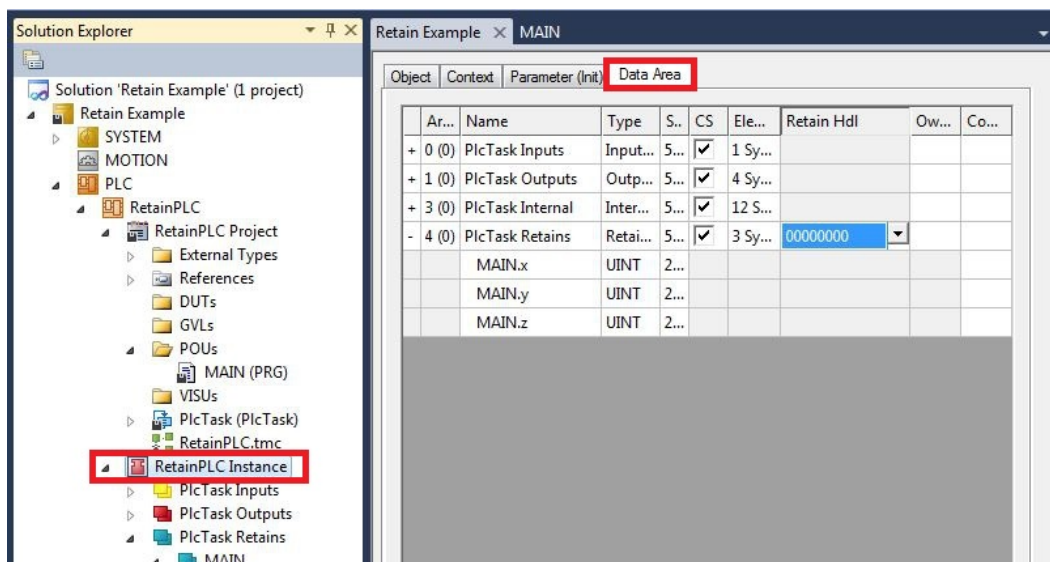 Solution Explorer
Solution 'Retain Example' (1 project)
Retain Example
SYSTEM
MOTION
PLC
RetainPLC
RetainPLC Project
External Types
References
DUTs
GVLs
POUs
MAIN (PRG)
VISUs
PlcTask (PlcTask)
RetainPLC.tmc
RetainPLC Instance
PlcTask Inputs
PlcTask Outputs
PlcTask Retains
MAIN
Retain Example MAIN
Object Context Parameter (Init) Data Area
Ar... Name Type S.. CS Ele... Retain Hdl Ow... Co...
+ 0 (0) PlcTask Inputs Input... 5... 1 Sy...
+ 1 (0) PlcTask Outputs Outp... 5... 4 Sy...
+ 3 (0) PlcTask Internal Inter... 5... 12 S...
- 4 (0) PlcTask Retains Retai... 5... 3 Sy... 00000000
MAIN.x UINT 2...
MAIN.y UINT 2...
MAIN.z UINT 2...